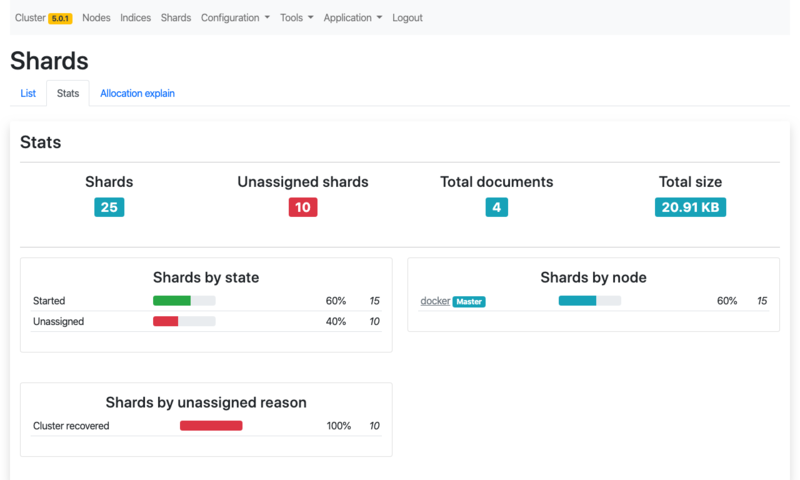 Cluster 5.0.1 Nodes Indices Shards Configuration Tools Application Logout
Shards
List Stats Allocation explain
Stats
Shards Unassigned shards Total documents Total size
25 10 4 20.91 KB
Shards by state
Started 60% 15
Unassigned 40% 10
Shards by node
docker Master 60% 15
Shards by unassigned reason
Cluster recovered 100% 10